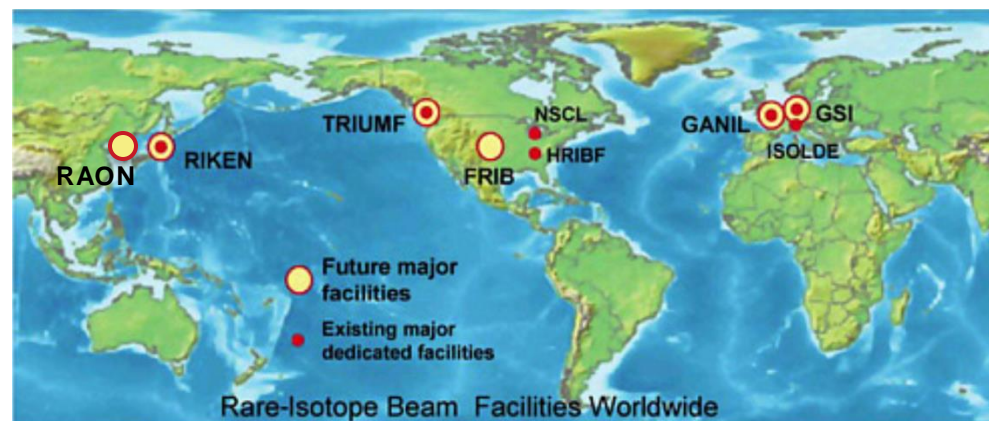 NSCL
TRIUMF
GANIL
GSI
RIKEN
HRIBF
ISOLDE
RAON
FRIB
Future major
facilities
Existing major
dedicated facilities
Rare-Isotope Beam Facilities Worldwide